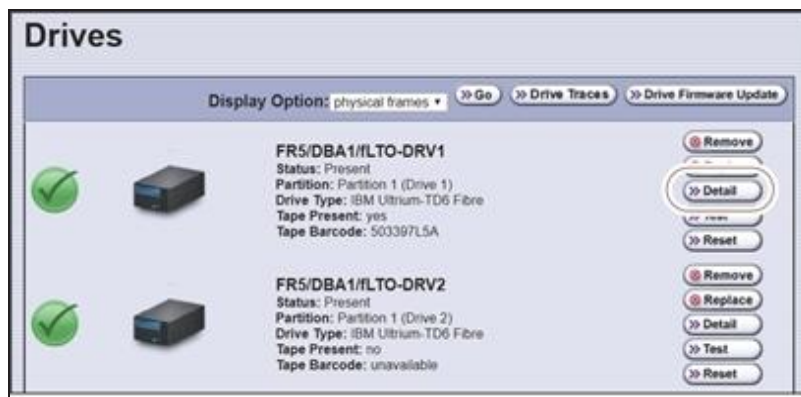 Drives
Display Option: physical frames
Go
Drive Traces
Drive Firmware Update
FR5/DBA1/fLTO-DRV1
Status: Present
Partition: Partition 1 (Drive 1)
Drive Type: IBM Ultrium-TD6 Fibre
Tape Present: yes
Tape Barcode: 503397L5A
Remove
Detail
Reset
FR5/DBA1/fLTO-DRV2
Status: Present
Partition: Partition 1 (Drive 2)
Drive Type: IBM Ultrium-TD6 Fibre
Tape Present: no
Tape Barcode: unavailable
Remove
Replace
Detail
Test
Reset